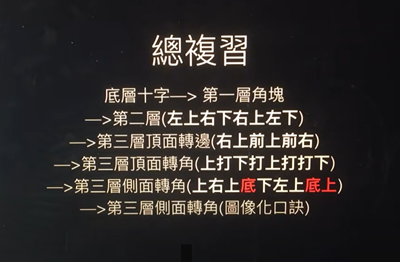 總複習
底層十字—> 第一層角塊
—>第二層(左上右下右上左下)
—>第三層頂面轉邊(右上前上前右)
—>第三層頂面轉角(上打下打上打打下)
—>第三層側面轉角(上右上底下左上底上)
—>第三層側面轉角(圖像化口訣)